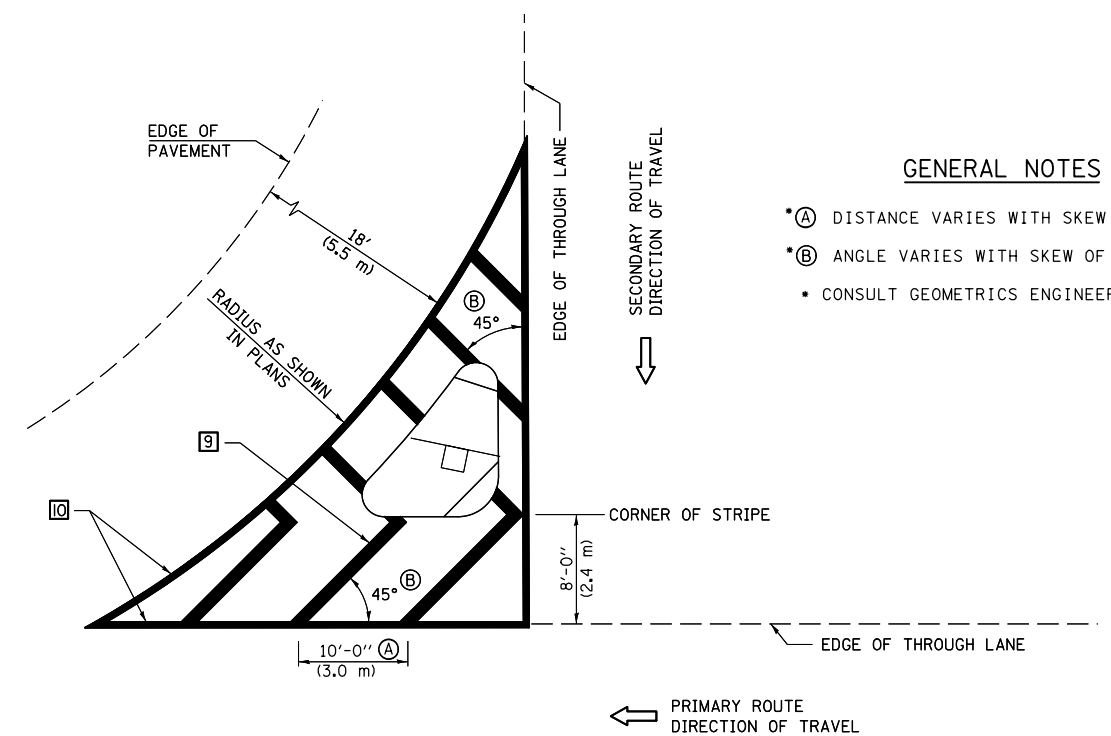 EDGE OF
PAVEMENT
18'
(5.5 m)
RADIUS AS SHOWN
IN PLANS
9
10
B
45°
45° B
10'-0" A
(3.0 m)
EDGE OF THROUGH LANE
SECONDARY ROUTE
DIRECTION OF TRAVEL
CORNER OF STRIPE
8'-0"
(2.4 m)
EDGE OF THROUGH LANE
PRIMARY ROUTE
DIRECTION OF TRAVEL
GENERAL NOTES
*A DISTANCE VARIES WITH SKEW
*B ANGLE VARIES WITH SKEW OF
* CONSULT GEOMETRICS ENGINEER